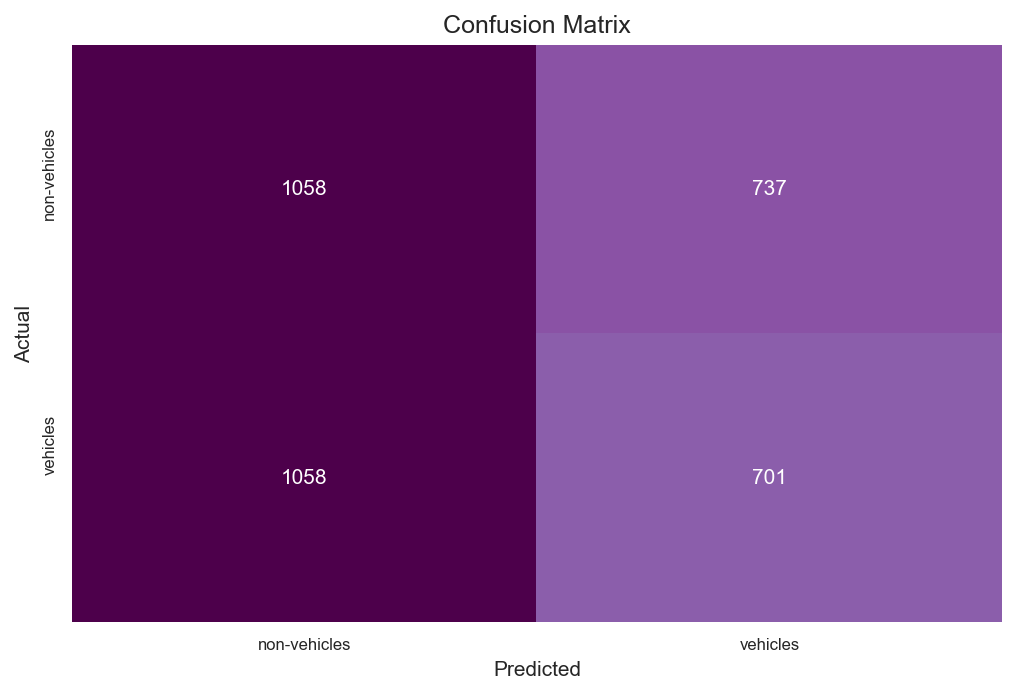 Confusion Matrix
Actual
non-vehicles
1058
737
vehicles
1058
701
non-vehicles
vehicles
Predicted